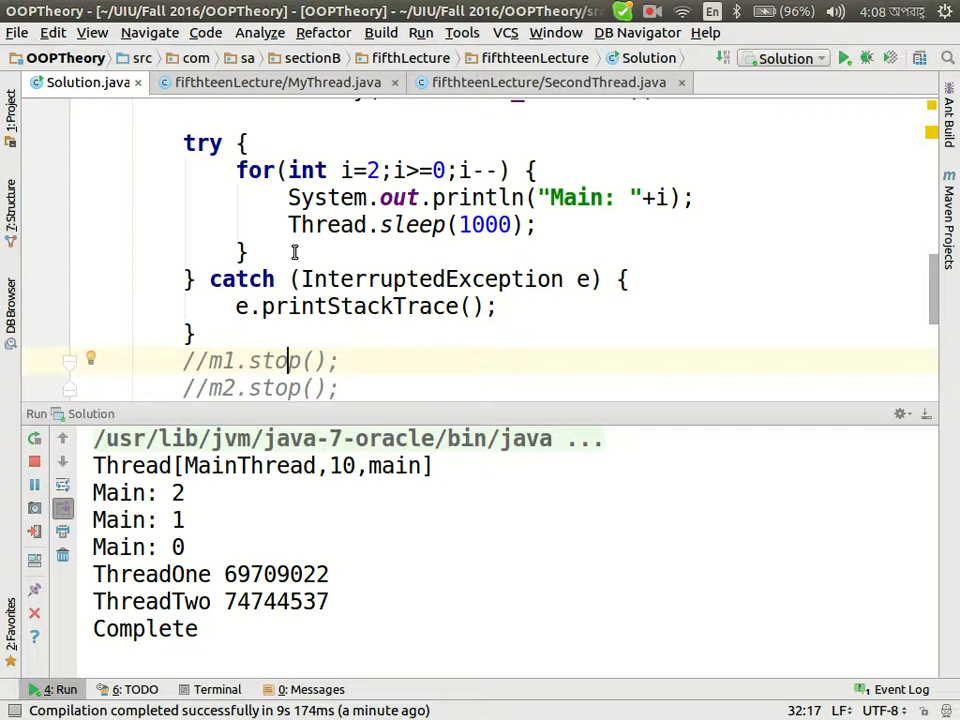 OOPTheory - [~/UIU/Fall 2016/OOPTheory] - [OOPTheory] - ~/UIU/Fall 2016/OOPTheory/src
En (96%) 4:08 অপরাহ্ণ
File Edit View Navigate Code Analyze Refactor Build Run Tools VCS Window DB Navigator Help
OOPTheory src com sa sectionB fifthLecture fifthteenLecture Solution Solution
Solution.java × fifthteenLecture/MyThread.java × fifthteenLecture/SecondThread.java ×
1:Project
7:Structure
DB Browser
2:Favorites
Ant Build
Maven Projects
try {
for(int i=2;i>=0;i--) {
System.out.println("Main: "+i);
Thread.sleep(1000);
}
} catch (InterruptedException e) {
e.printStackTrace();
}
//m1.stop();
//m2.stop();
Run Solution
/usr/lib/jvm/java-7-oracle/bin/java ...
Thread[MainThread,10,main]
Main: 2
Main: 1
Main: 0
ThreadOne 69709022
ThreadTwo 74744537
Complete
4: Run 6: TODO Terminal 0: Messages 1 Event Log
Compilation completed successfully in 9s 174ms (a minute ago) 32:17 LF÷ UTF-8÷